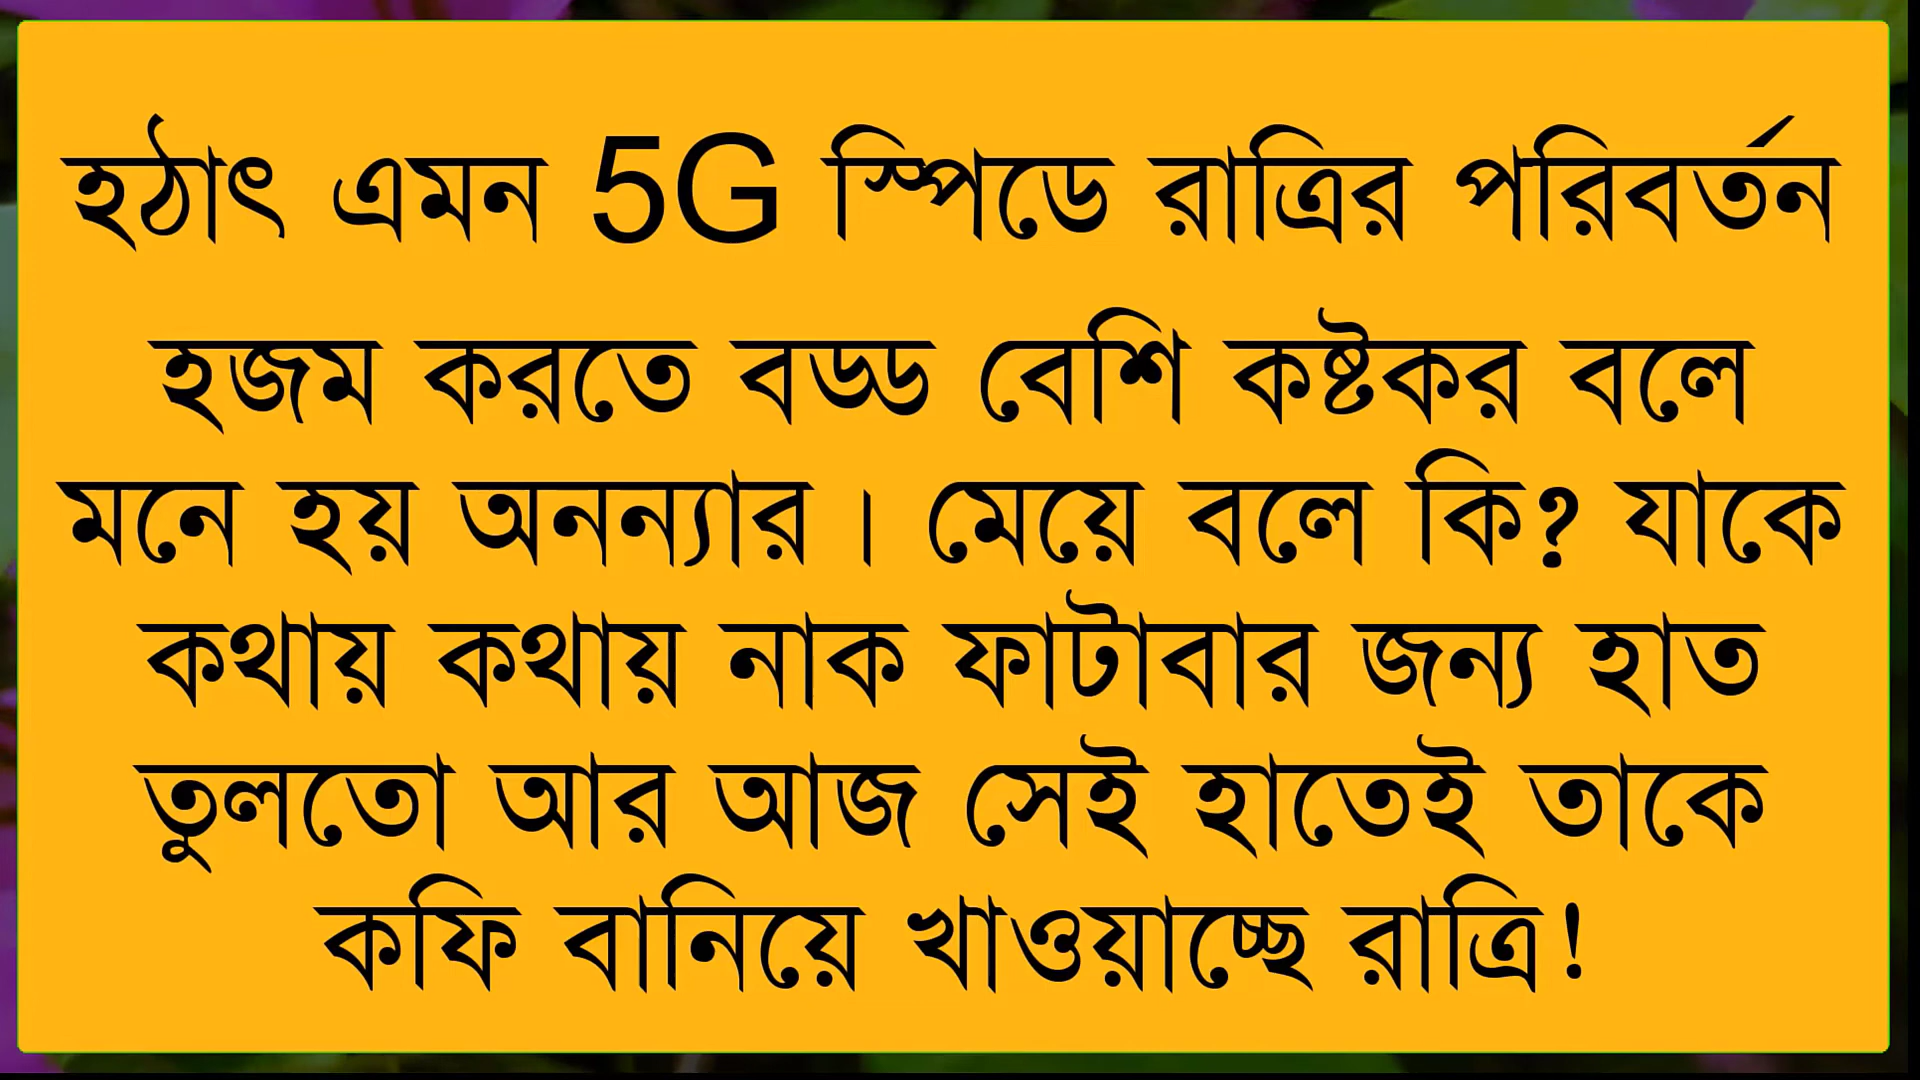 হঠাৎ এমন 5G স্পিডে রাত্রির পরিবর্তন
হজম করতে বড্ড বেশি কষ্টকর বলে
মনে হয় অনন্যার। মেয়ে বলে কি? যাকে
কথায় কথায় নাক ফাটাবার জন্য হাত
তুলতো আর আজ সেই হাতেই তাকে
কফি বানিয়ে খাওয়াচ্ছে রাত্রি!